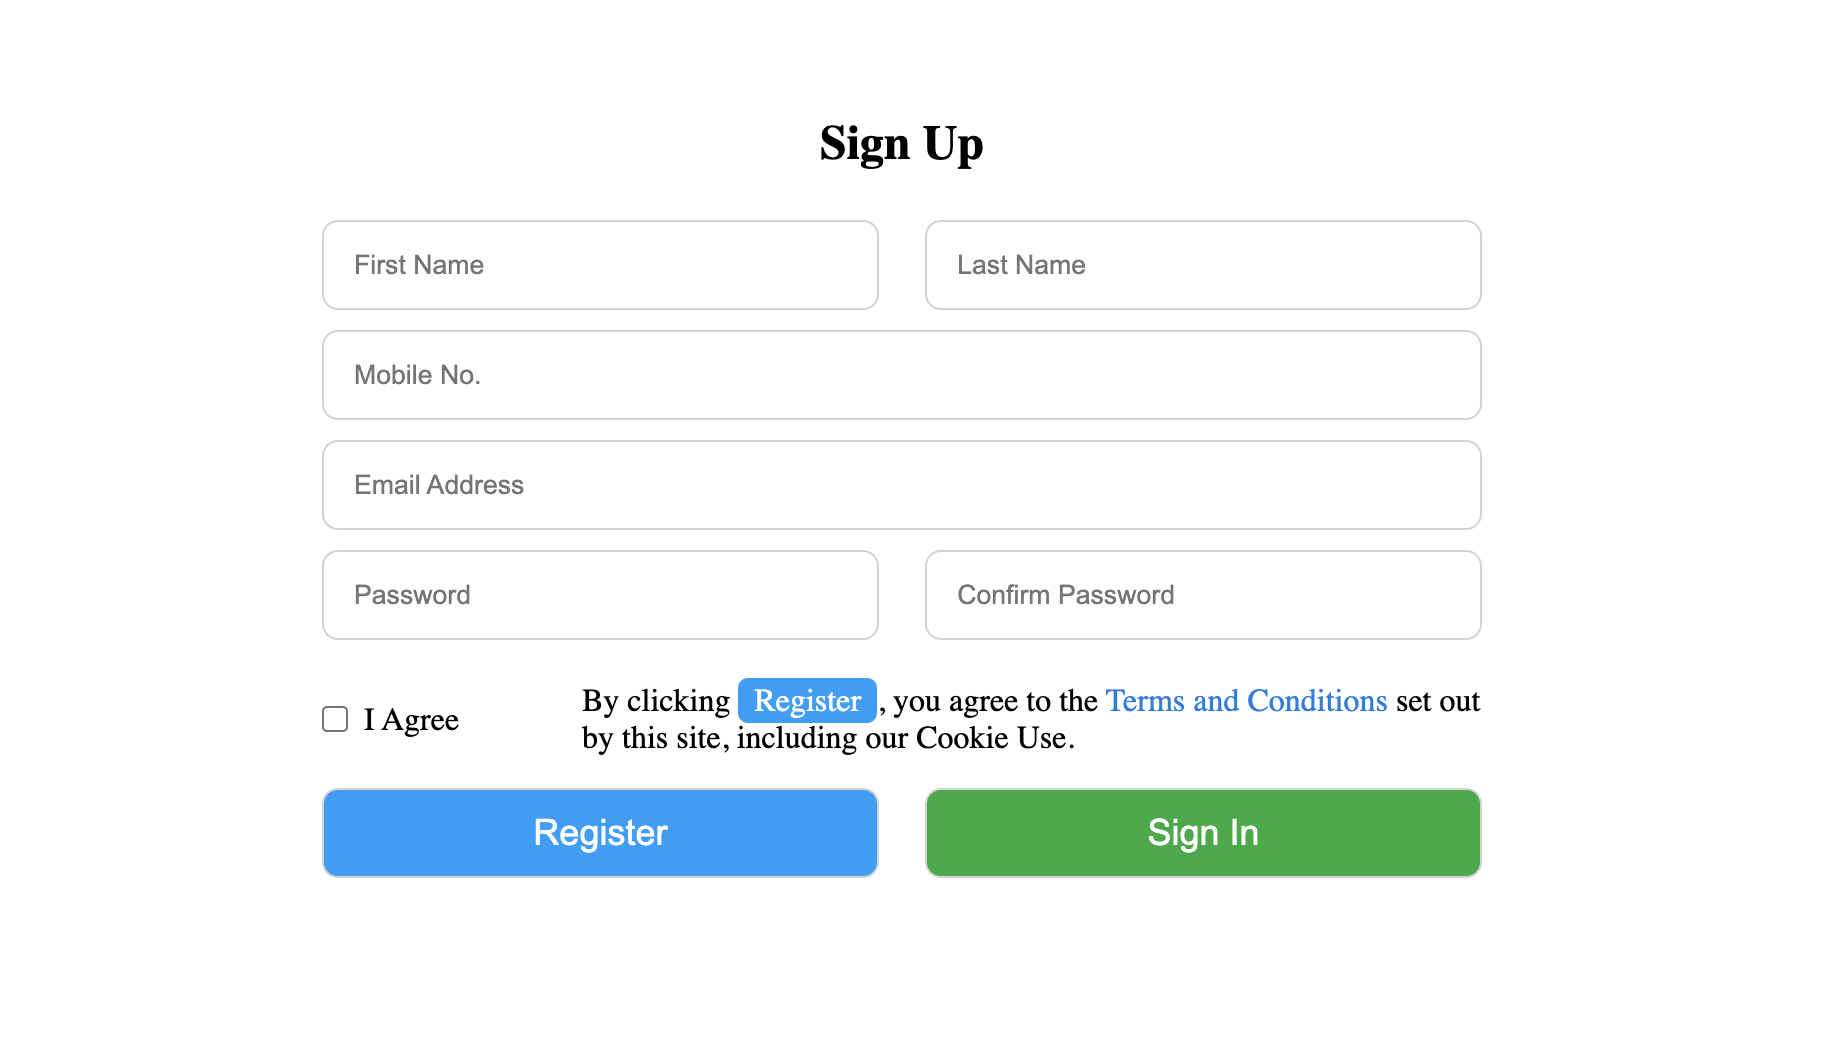 Sign Up
First Name Last Name
Mobile No.
Email Address
Password Confirm Password
I Agree
By clicking Register, you agree to the Terms and Conditions set out
by this site, including our Cookie Use.
Register Sign In